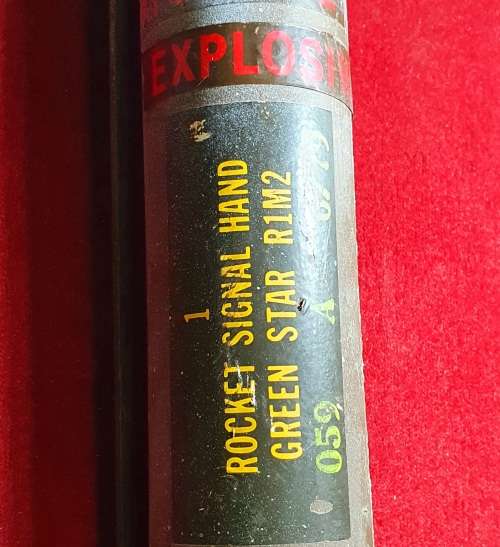 EXPLOSIV
1
ROCKET SIGNAL HAND
GREEN STAR R1M2
059 A